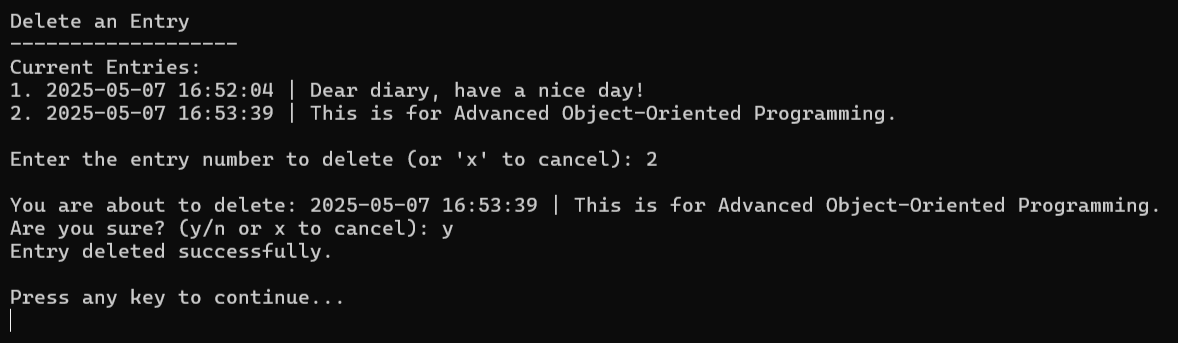 Delete an Entry
-------------------
Current Entries:
1. 2025-05-07 16:52:04 | Dear diary, have a nice day!
2. 2025-05-07 16:53:39 | This is for Advanced Object-Oriented Programming.
Enter the entry number to delete (or 'x' to cancel): 2
You are about to delete: 2025-05-07 16:53:39 | This is for Advanced Object-Oriented Programming.
Are you sure? (y/n or x to cancel): y
Entry deleted successfully.
Press any key to continue...